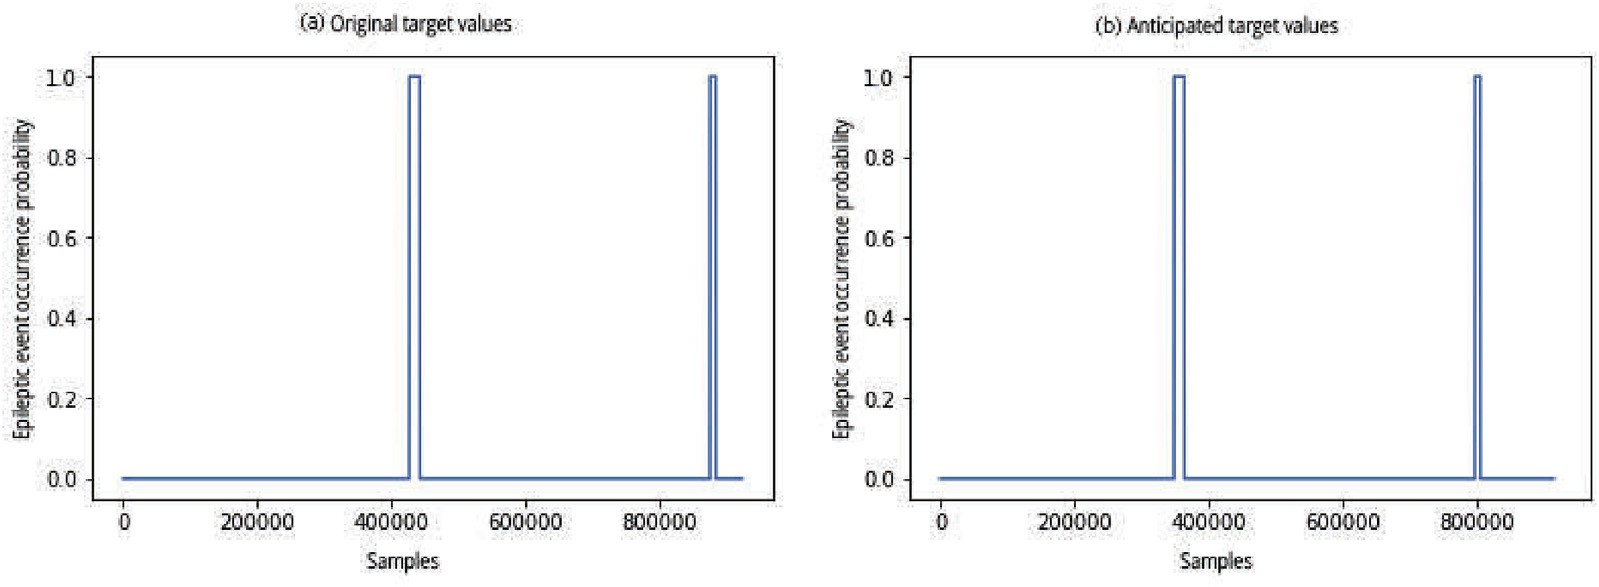 (a) Original target values
Epileptic event occurrence probability
1.0
0.8
0.6
0.4
0.2
0.0
0 200000 400000 600000 800000
Samples
(b) Anticipated target values
Epileptic event occurrence probability
1.0
0.8
0.6
0.4
0.2
0.0
0 200000 400000 600000 800000
Samples